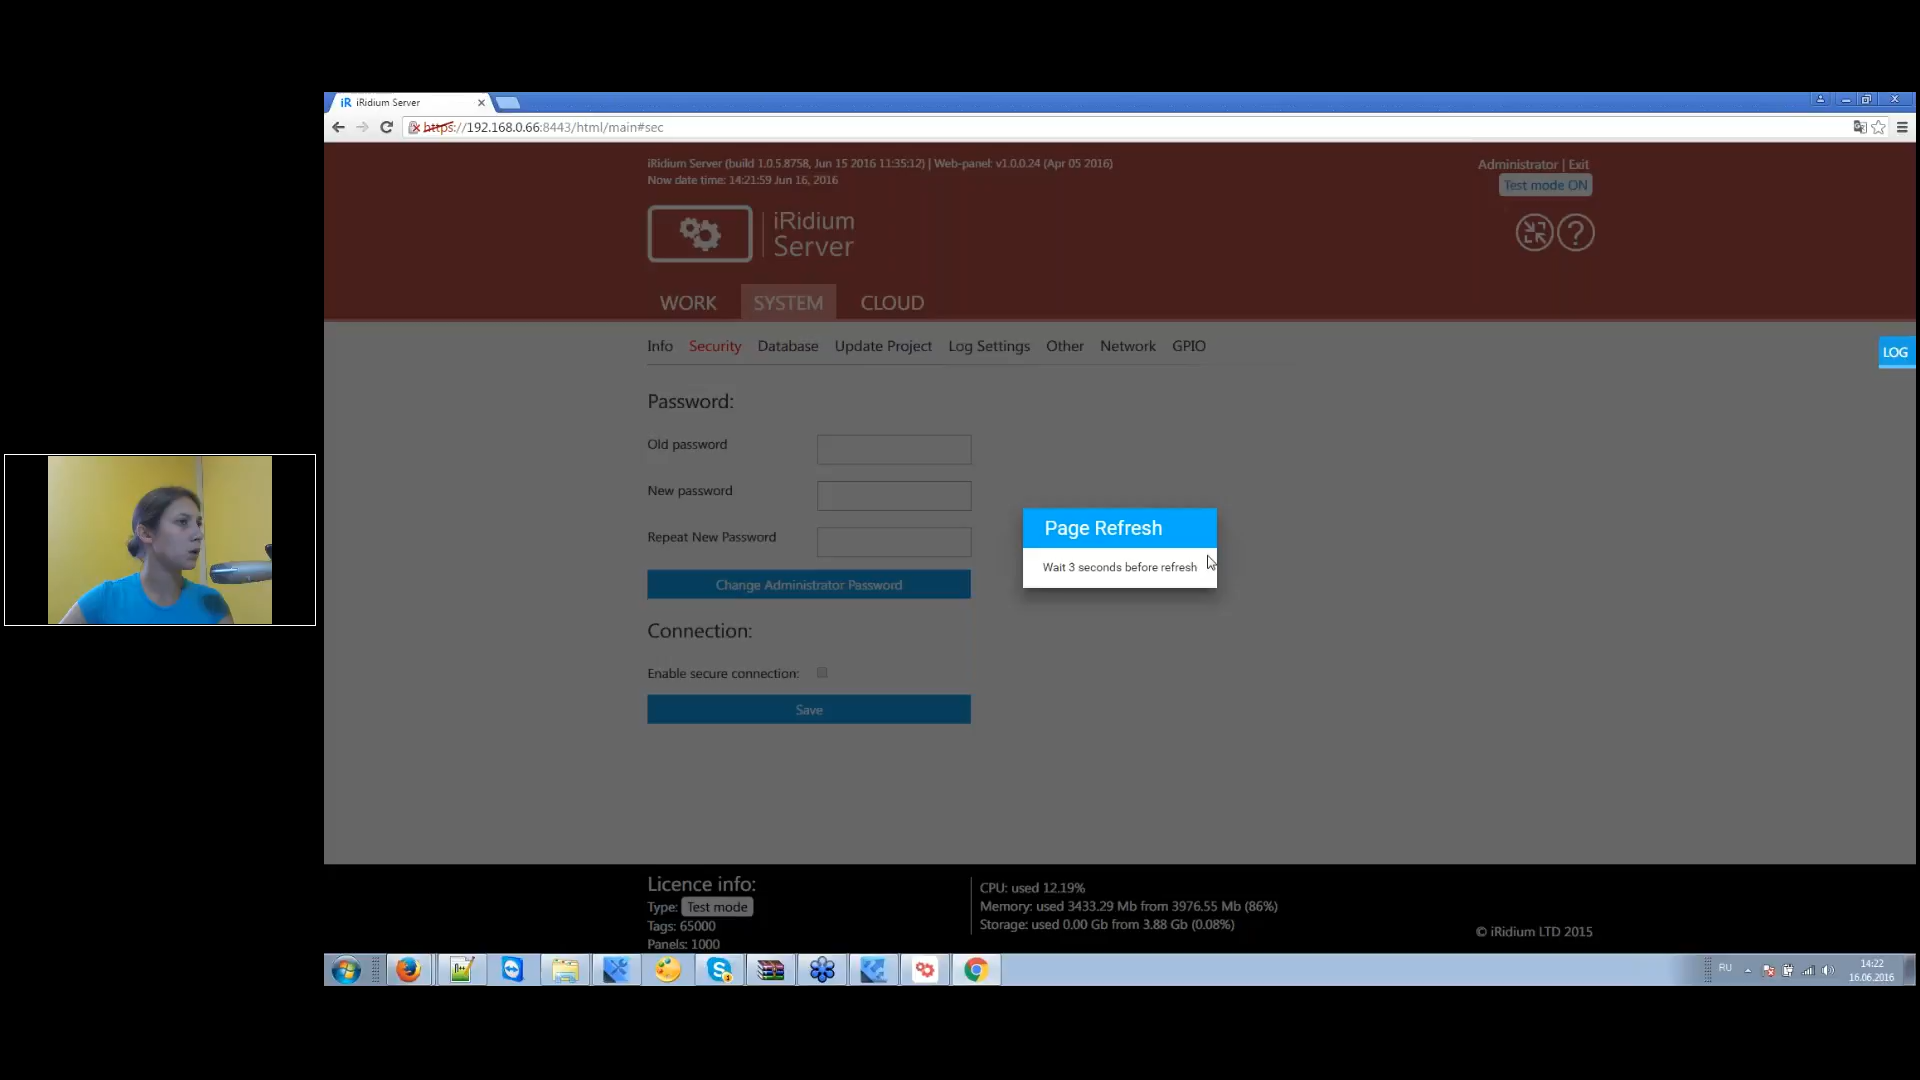 iR iRidium Server
https://192.168.0.66:8443/html/main#sec
iRidium Server (build 1.0.5.8758, Jun 15 2016 11:35:12) | Web-panel: v1.0.0.24 (Apr 05 2016)
Now date time: 14:21:59 Jun 16, 2016
Administrator | Exit
Test mode ON
iRidium
Server
?
WORK SYSTEM CLOUD
Info Security Database Update Project Log Settings Other Network GPIO
LOG
Password:
Old password
New password
Repeat New Password
Change Administrator Password
Page Refresh
Wait 3 seconds before refresh
Connection:
Enable secure connection:
Save
Licence info:
Type: Test mode
Tags: 65000
Panels: 1000
CPU: used 12.19%
Memory: used 3433.29 Mb from 3976.55 Mb (86%)
Storage: used 0.00 Gb from 3.88 Gb (0.08%)
© iRidium LTD 2015
RU
14:22
16.06.2016